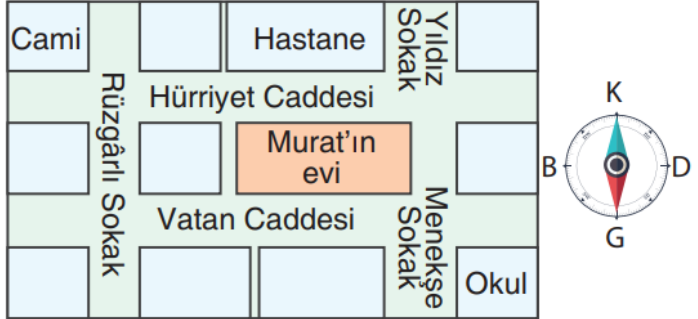 Cami
Hastane
Yıldız
Sokak
Rüzgârlı Sokak
Hürriyet Caddesi
Murat'ın
evi
Vatan Caddesi
Menekşe
Sokak
Okul
K
B
D
G